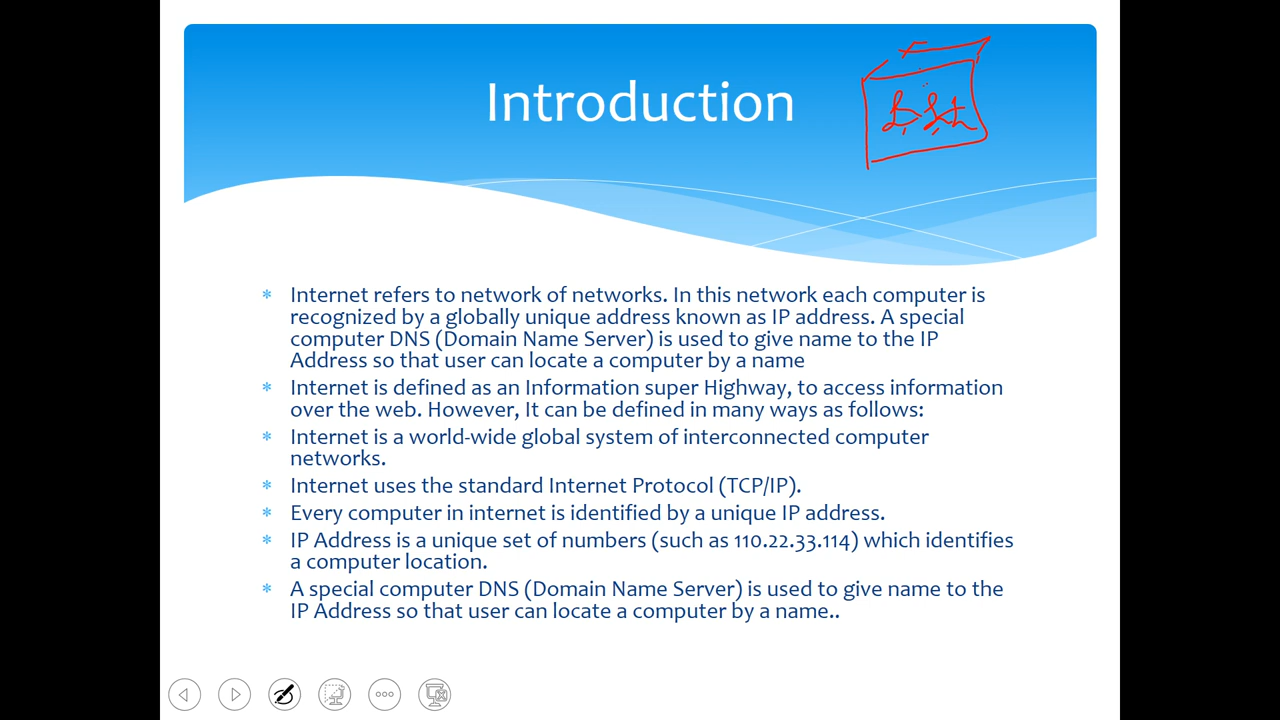 Introduction
Internet refers to network of networks. In this network each computer is
recognized by a globally unique address known as IP address. A special
computer DNS (Domain Name Server) is used to give name to the IP
Address so that user can locate a computer by a name
Internet is defined as an Information super Highway, to access information
over the web. However, It can be defined in many ways as follows:
Internet is a world-wide global system of interconnected computer
networks.
Internet uses the standard Internet Protocol (TCP/IP).
Every computer in internet is identified by a unique IP address.
IP Address is a unique set of numbers (such as 110.22.33.114) which identifies
a computer location.
A special computer DNS (Domain Name Server) is used to give name to the
IP Address so that user can locate a computer by a name..